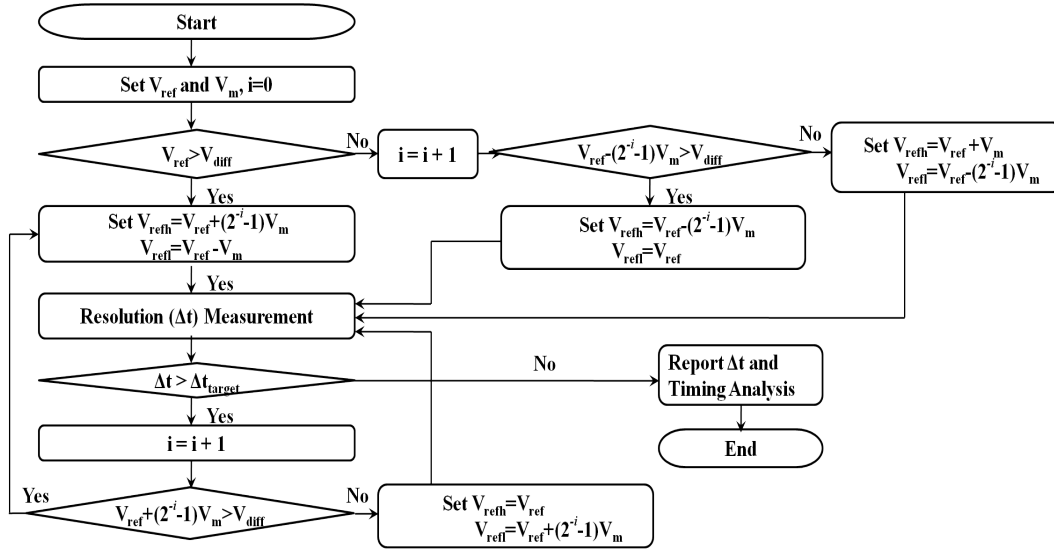 Start
Set V_ref and V_m, i=0
V_ref>V_diff
No
i = i + 1
V_ref-(2^-i-1)V_m>V_diff
No
Set V_refh=V_ref+V_m
V_refl=V_ref-(2^-i-1)V_m
Yes
Yes
Set V_refh=V_ref+(2^-i-1)V_m
V_refl=V_ref-V_m
Set V_refh=V_ref-(2^-i-1)V_m
V_refl=V_ref
Yes
Resolution (Δt) Measurement
Δt > Δt_target
No
Report Δt and
Timing Analysis
Yes
i = i + 1
End
Yes
V_ref+(2^-i-1)V_m>V_diff
No
Set V_refh=V_ref
V_refl=V_ref+(2^-i-1)V_m